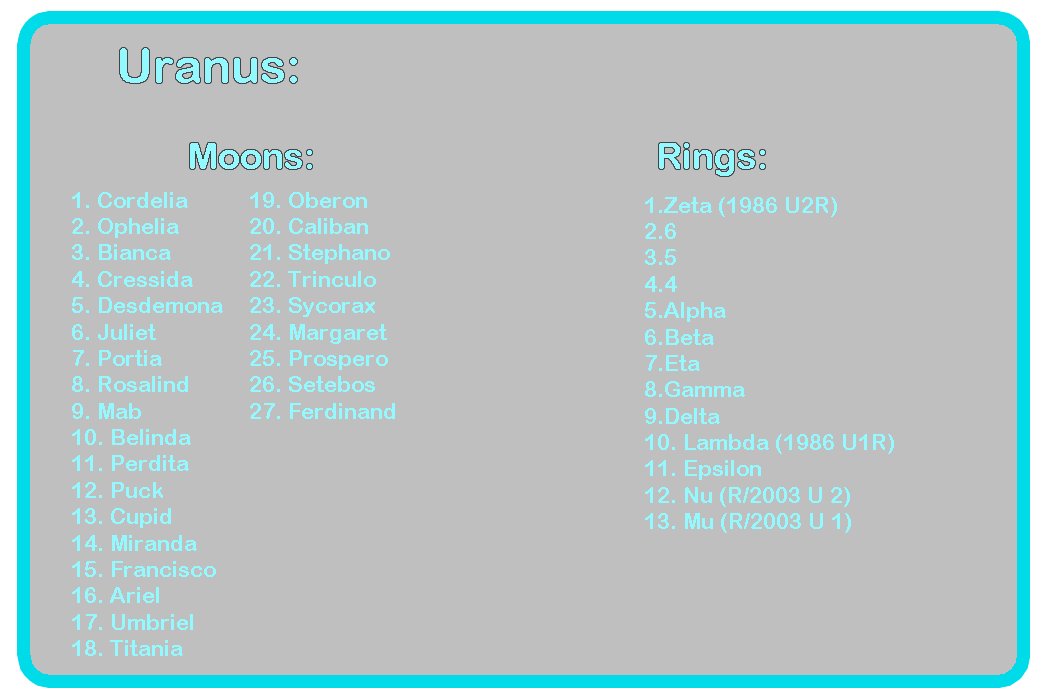 Uranus:
Moons:
1. Cordelia
2. Ophelia
3. Bianca
4. Cressida
5. Desdemona
6. Juliet
7. Portia
8. Rosalind
9. Mab
10. Belinda
11. Perdita
12. Puck
13. Cupid
14. Miranda
15. Francisco
16. Ariel
17. Umbriel
18. Titania
19. Oberon
20. Caliban
21. Stephano
22. Trinculo
23. Sycorax
24. Margaret
25. Prospero
26. Setebos
27. Ferdinand
Rings:
1.Zeta (1986 U2R)
2.6
3.5
4.4
5.Alpha
6.Beta
7.Eta
8.Gamma
9.Delta
10. Lambda (1986 U1R)
11. Epsilon
12. Nu (R/2003 U 2)
13. Mu (R/2003 U 1)